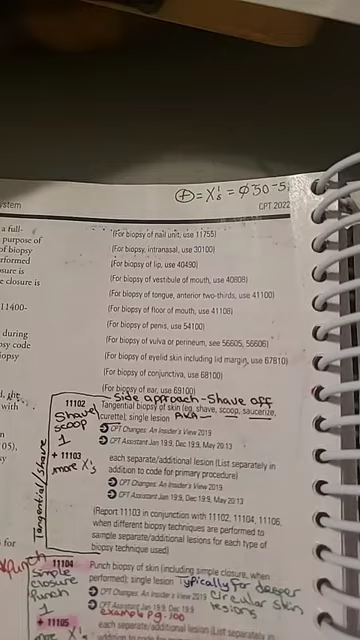 ⊕ = X's = Ø 50-5
ystem
CPT 2022
a full-
purpose of
of biopsy
rformed
osure is
e closure is
11400-
during
psy code
iopsy
with
05),
for
(For biopsy of nail unit, use 11755)
(For biopsy, intranasal, use 30100)
(For biopsy of lip, use 40490)
(For biopsy of vestibule of mouth, use 40808)
(For biopsy of tongue, anterior two-thirds, use 41100)
(For biopsy of floor of mouth, use 41108)
(For biopsy of penis, use 54100)
(For biopsy of vulva or perineum, see 56605, 56606)
(For biopsy of eyelid skin including lid margin, use 67810)
(For biopsy of conjunctiva, use 68100)
(For biopsy of ear, use 69100)
Side approach - Shave off
11102 Tangential biopsy of skin (eg, shave, scoop, saucerize,
curette); single lesion AKA
Shave/
scoop
1
CPT Changes: An Insider's View 2019
CPT Assistant Jan 19:9, Dec 19:9, May 20:13
+ 11103 each separate/additional lesion (List separately in
addition to code for primary procedure)
more X's
CPT Changes: An Insider's View 2019
CPT Assistant Jan 19:9, Dec 19:9, May 20:13
(Report 11103 in conjunction with 11102, 11104, 11106,
when different biopsy techniques are performed to
sample separate/additional lesions for each type of
biopsy technique used)
Tangential/Shave
Punch
11104 Punch biopsy of skin (including simple closure, when
performed); single lesion Typically for deeper
circular skin
lesions
simple
closure
Punch
1
CPT Changes: An Insider's View 2019
CPT Assistant Jan 19:9, Dec 19:9
example pg. 100
+ 11105 each separate/additional lesion (List separately
more X's